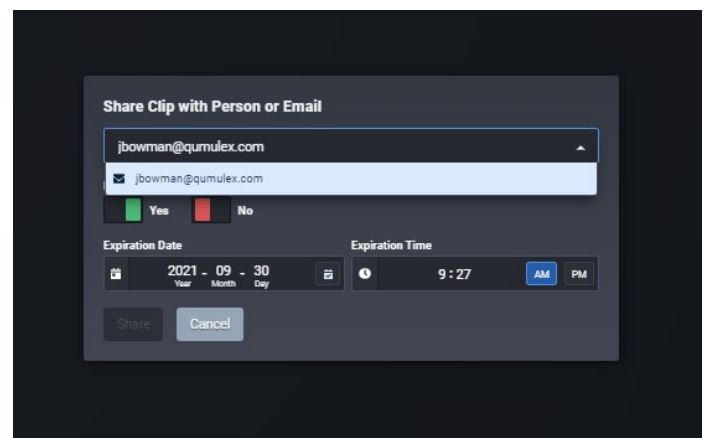 Share Clip with Person or Email
jbowman@qumulex.com
jbowman@qumulex.com
Yes No
Expiration Date Expiration Time
2021 - 09 - 30 9 : 27 AM PM
Year Month Day
Share Cancel